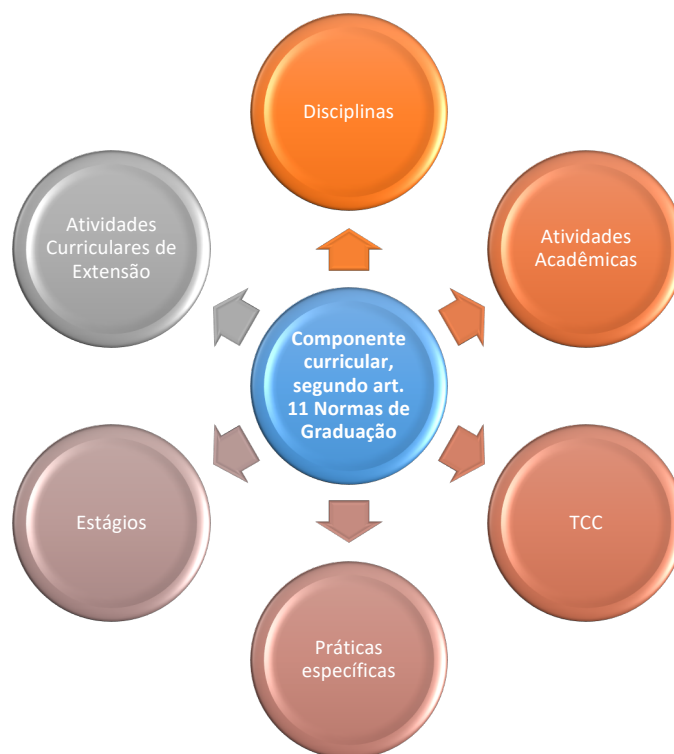 Disciplinas
Atividades
Acadêmicas
TCC
Práticas
específicas
Estágios
Atividades
Curriculares de
Extensão
Componente
curricular,
segundo art.
11 Normas de
Graduação